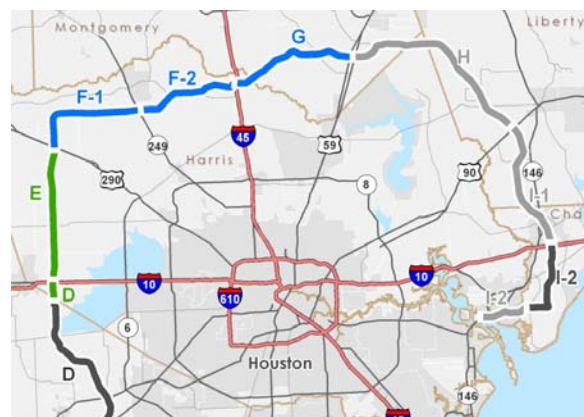 Montgomery
Liberty
G
H
F-2
F-1
45
59
249
Harris
290
8
90
146
I-1
Cha
E
10
10
I-2
D
610
I-2
6
Houston
D
146